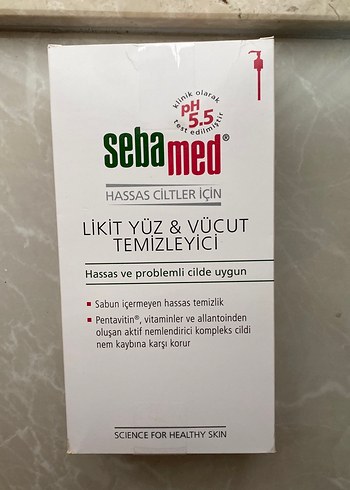 klinik olarak
pH
5.5
test edilmiştir
sebamed®
HASSAS CİLTLER İÇİN
LİKİT YÜZ & VÜCUT
TEMİZLEYİCİ
Hassas ve problemli cilde uygun
Sabun içermeyen hassas temizlik
Pentavitin®, vitaminler ve allantoinden
oluşan aktif nemlendirici kompleks cildi
nem kaybına karşı korur
SCIENCE FOR HEALTHY SKIN